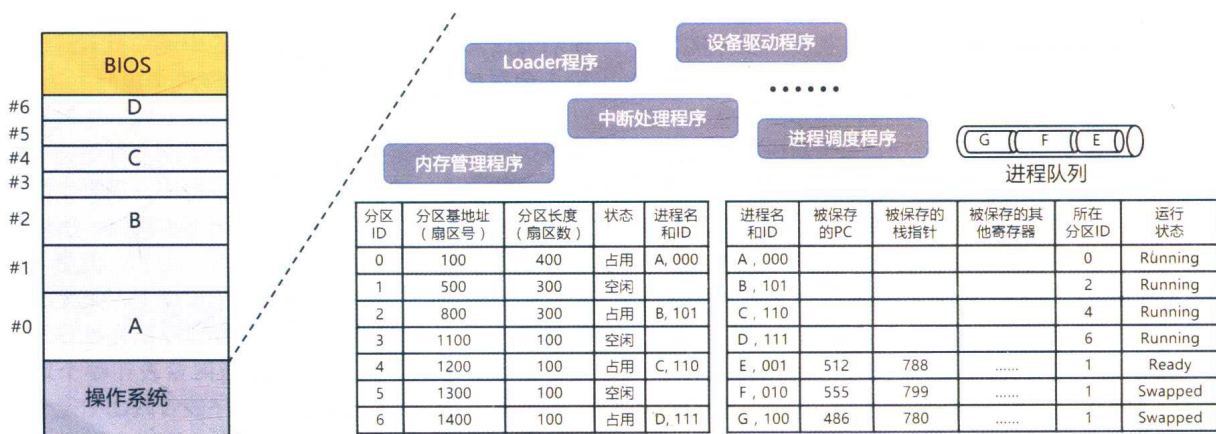 BIOS
#6 D
#5
#4 C
#3
#2 B
#1
#0 A
操作系统
Loader程序
设备驱动程序
••••••
中断处理程序
进程调度程序
内存管理程序
G F E
进程队列
分区ID 分区基地址（扇区号） 分区长度（扇区数） 状态 进程名和ID
0 100 400 占用 A, 000
1 500 300 空闲
2 800 300 占用 B, 101
3 1100 100 空闲
4 1200 100 占用 C, 110
5 1300 100 空闲
6 1400 100 占用 D, 111
进程名和ID 被保存的PC 被保存的栈指针 被保存的其他寄存器 所在分区ID 运行状态
A , 000 0 Running
B , 101 2 Running
C , 110 4 Running
D , 111 6 Running
E , 001 512 788 …… 1 Ready
F , 010 555 799 …… 1 Swapped
G , 100 486 780 …… 1 Swapped